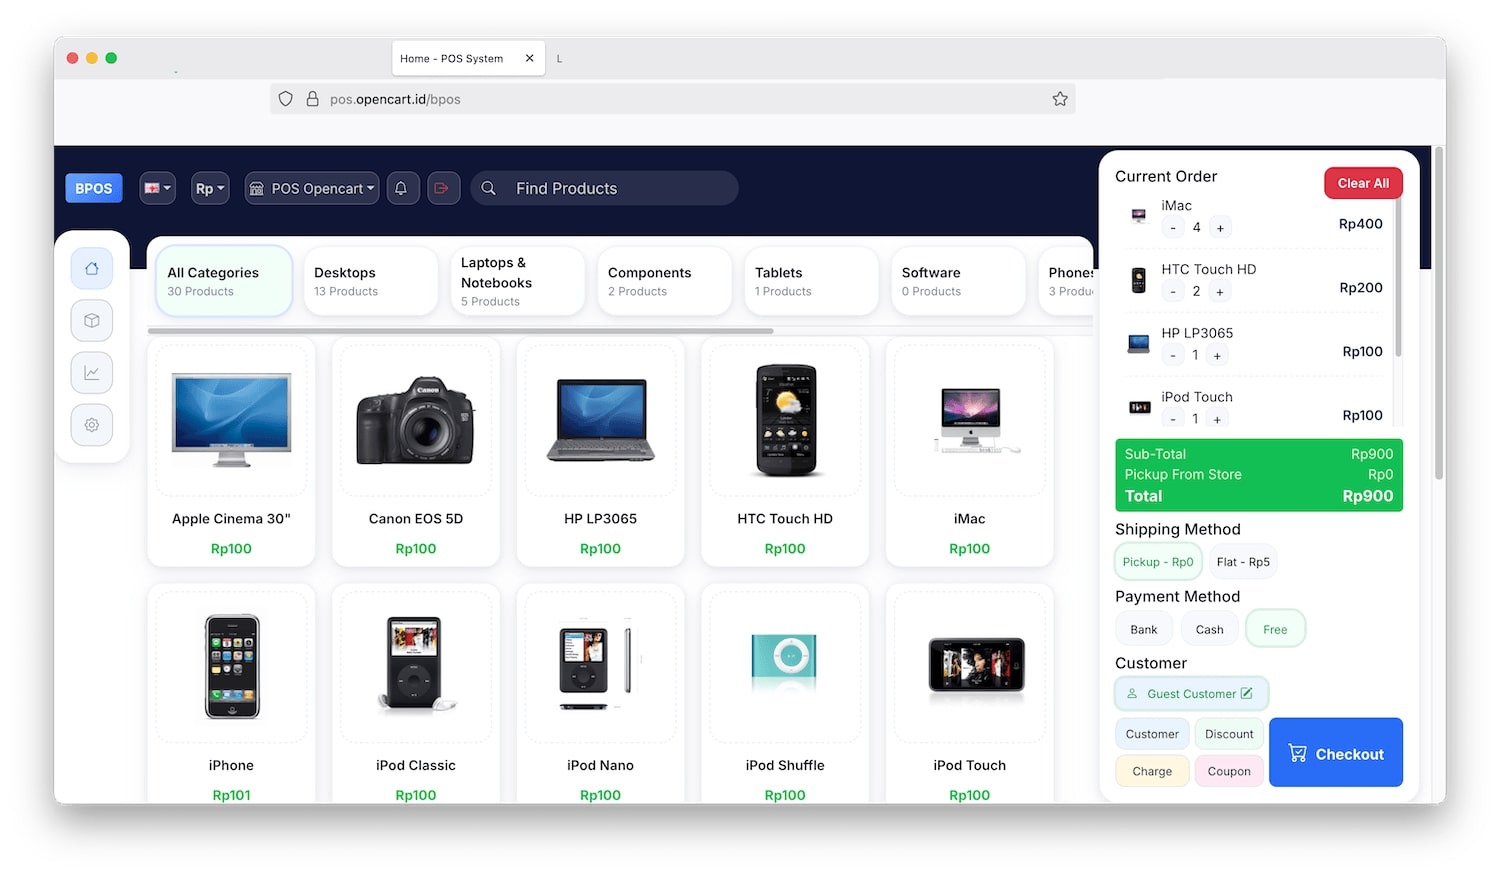 Home - POS System
L
pos.opencart.id/bpos
BPOS
Rp
POS Opencart
Find Products
All Categories
30 Products
Desktops
13 Products
Laptops &
Notebooks
5 Products
Components
2 Products
Tablets
1 Products
Software
0 Products
Phones
3 Produ
Apple Cinema 30"
Rp100
Canon EOS 5D
Rp100
HP LP3065
Rp100
HTC Touch HD
Rp100
iMac
Rp100
iPhone
Rp101
iPod Classic
Rp100
iPod Nano
Rp100
iPod Shuffle
Rp100
iPod Touch
Rp100
Current Order
Clear All
iMac
- 4 +
Rp400
HTC Touch HD
- 2 +
Rp200
HP LP3065
- 1 +
Rp100
iPod Touch
- 1 +
Rp100
Sub-Total Rp900
Pickup From Store Rp0
Total Rp900
Shipping Method
Pickup - Rp0
Flat - Rp5
Payment Method
Bank
Cash
Free
Customer
Guest Customer
Customer
Discount
Charge
Coupon
Checkout
Canon